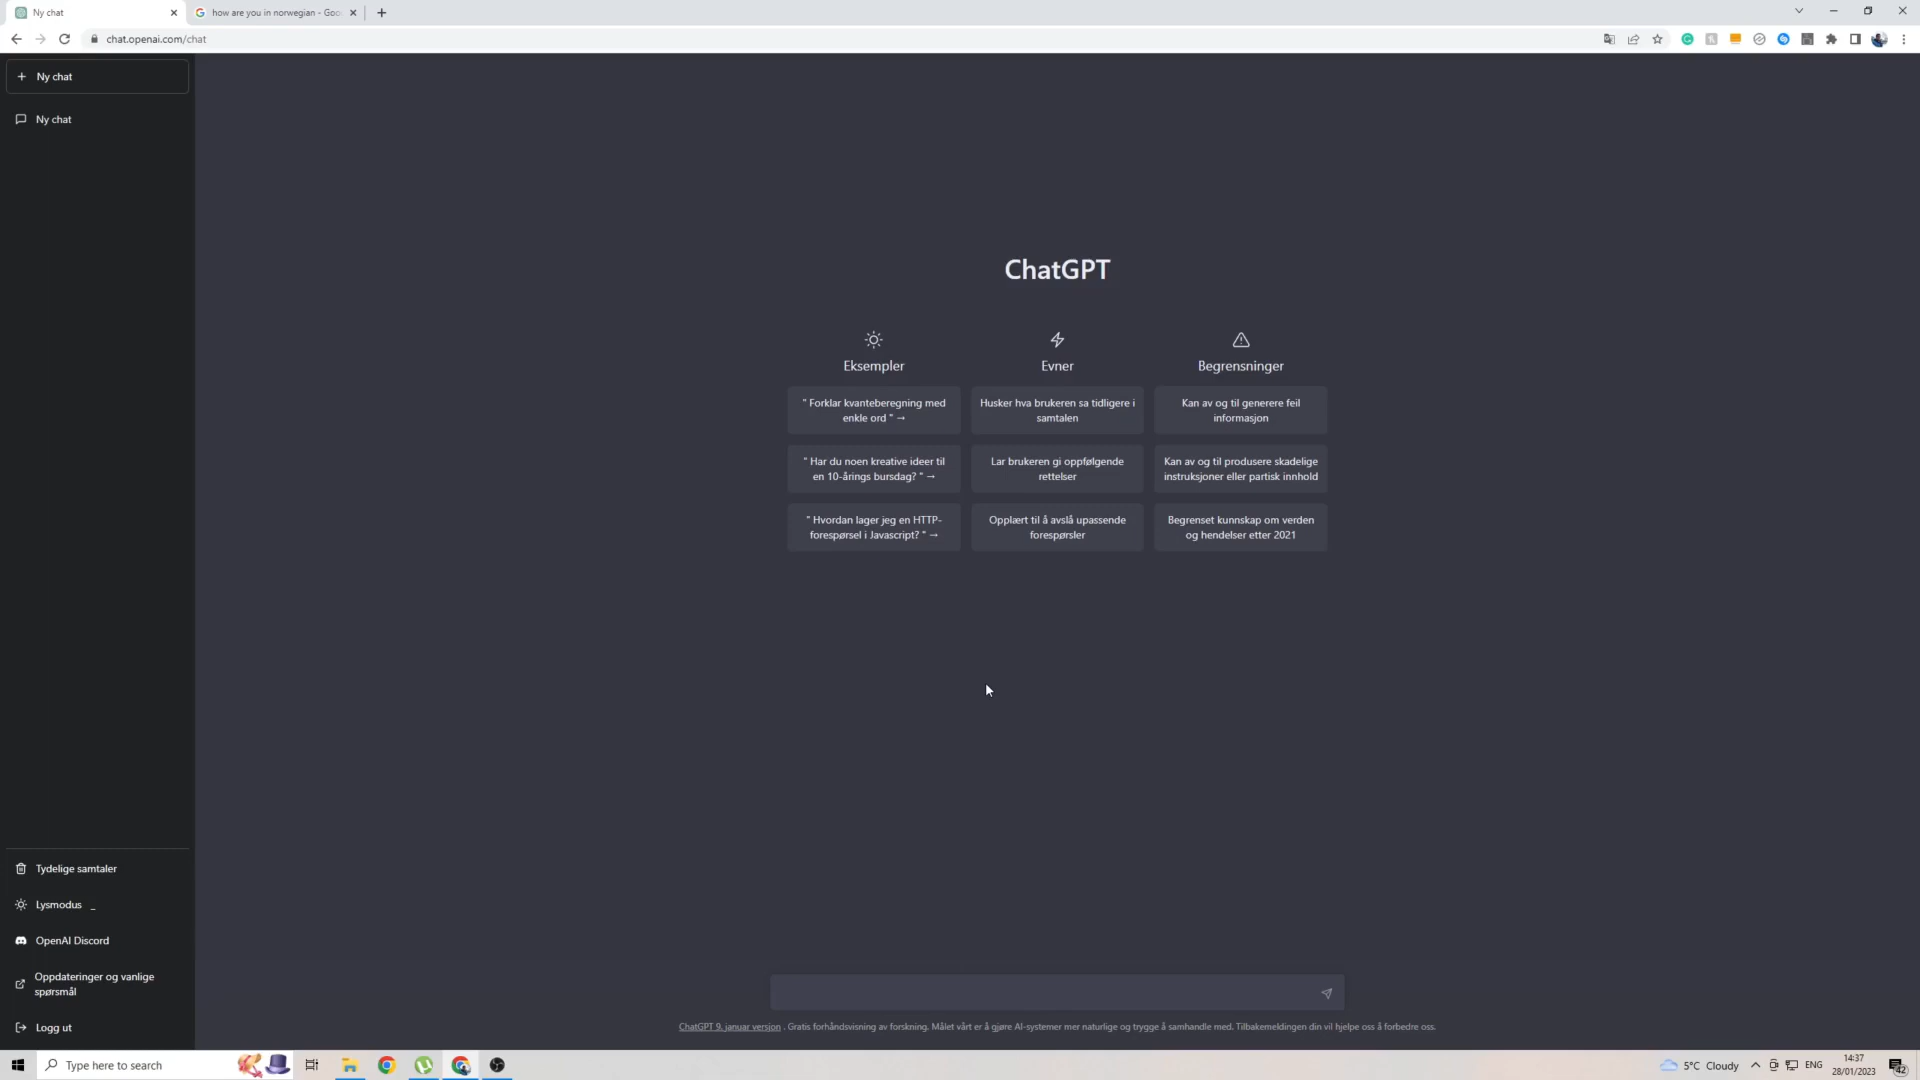 Ny chat
how are you in norwegian - Goo
chat.openai.com/chat
Ny chat
Ny chat
ChatGPT
Eksempler
" Forklar kvanteberegning med
enkle ord " →
" Har du noen kreative ideer til
en 10-årings bursdag? " →
" Hvordan lager jeg en HTTP-
forespørsel i Javascript? " →
Evner
Husker hva brukeren sa tidligere i
samtalen
Lar brukeren gi oppfølgende
rettelser
Opplært til å avslå upassende
forespørsler
Begrensninger
Kan av og til generere feil
informasjon
Kan av og til produsere skadelige
instruksjoner eller partisk innhold
Begrenset kunnskap om verden
og hendelser etter 2021
Tydelige samtaler
Lysmodus _
OpenAI Discord
Oppdateringer og vanlige
spørsmål
Logg ut
ChatGPT 9. januar versjon . Gratis forhåndsvisning av forskning. Målet vårt er å gjøre AI-systemer mer naturlige og trygge å samhandle med. Tilbakemeldingen din vil hjelpe oss å forbedre oss.
Type here to search
5°C Cloudy
ENG
14:37
28/01/2023
42